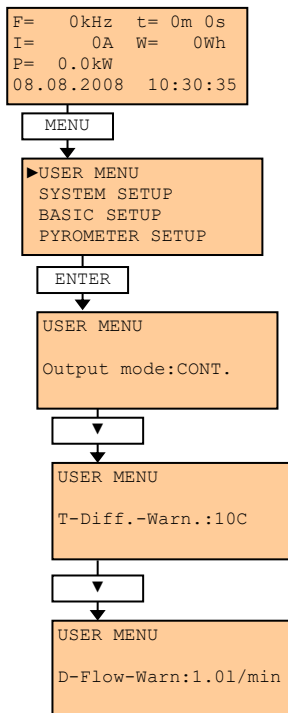 F=   0kHz  t= 0m 0s
I=     0A  W=   0Wh
P=  0.0kW
08.08.2008  10:30:35
MENU
►USER MENU
SYSTEM SETUP
BASIC SETUP
PYROMETER SETUP
ENTER
USER MENU
Output mode:CONT.
▼
USER MENU
T-Diff.-Warn.:10C
▼
USER MENU
D-Flow-Warn:1.0l/min